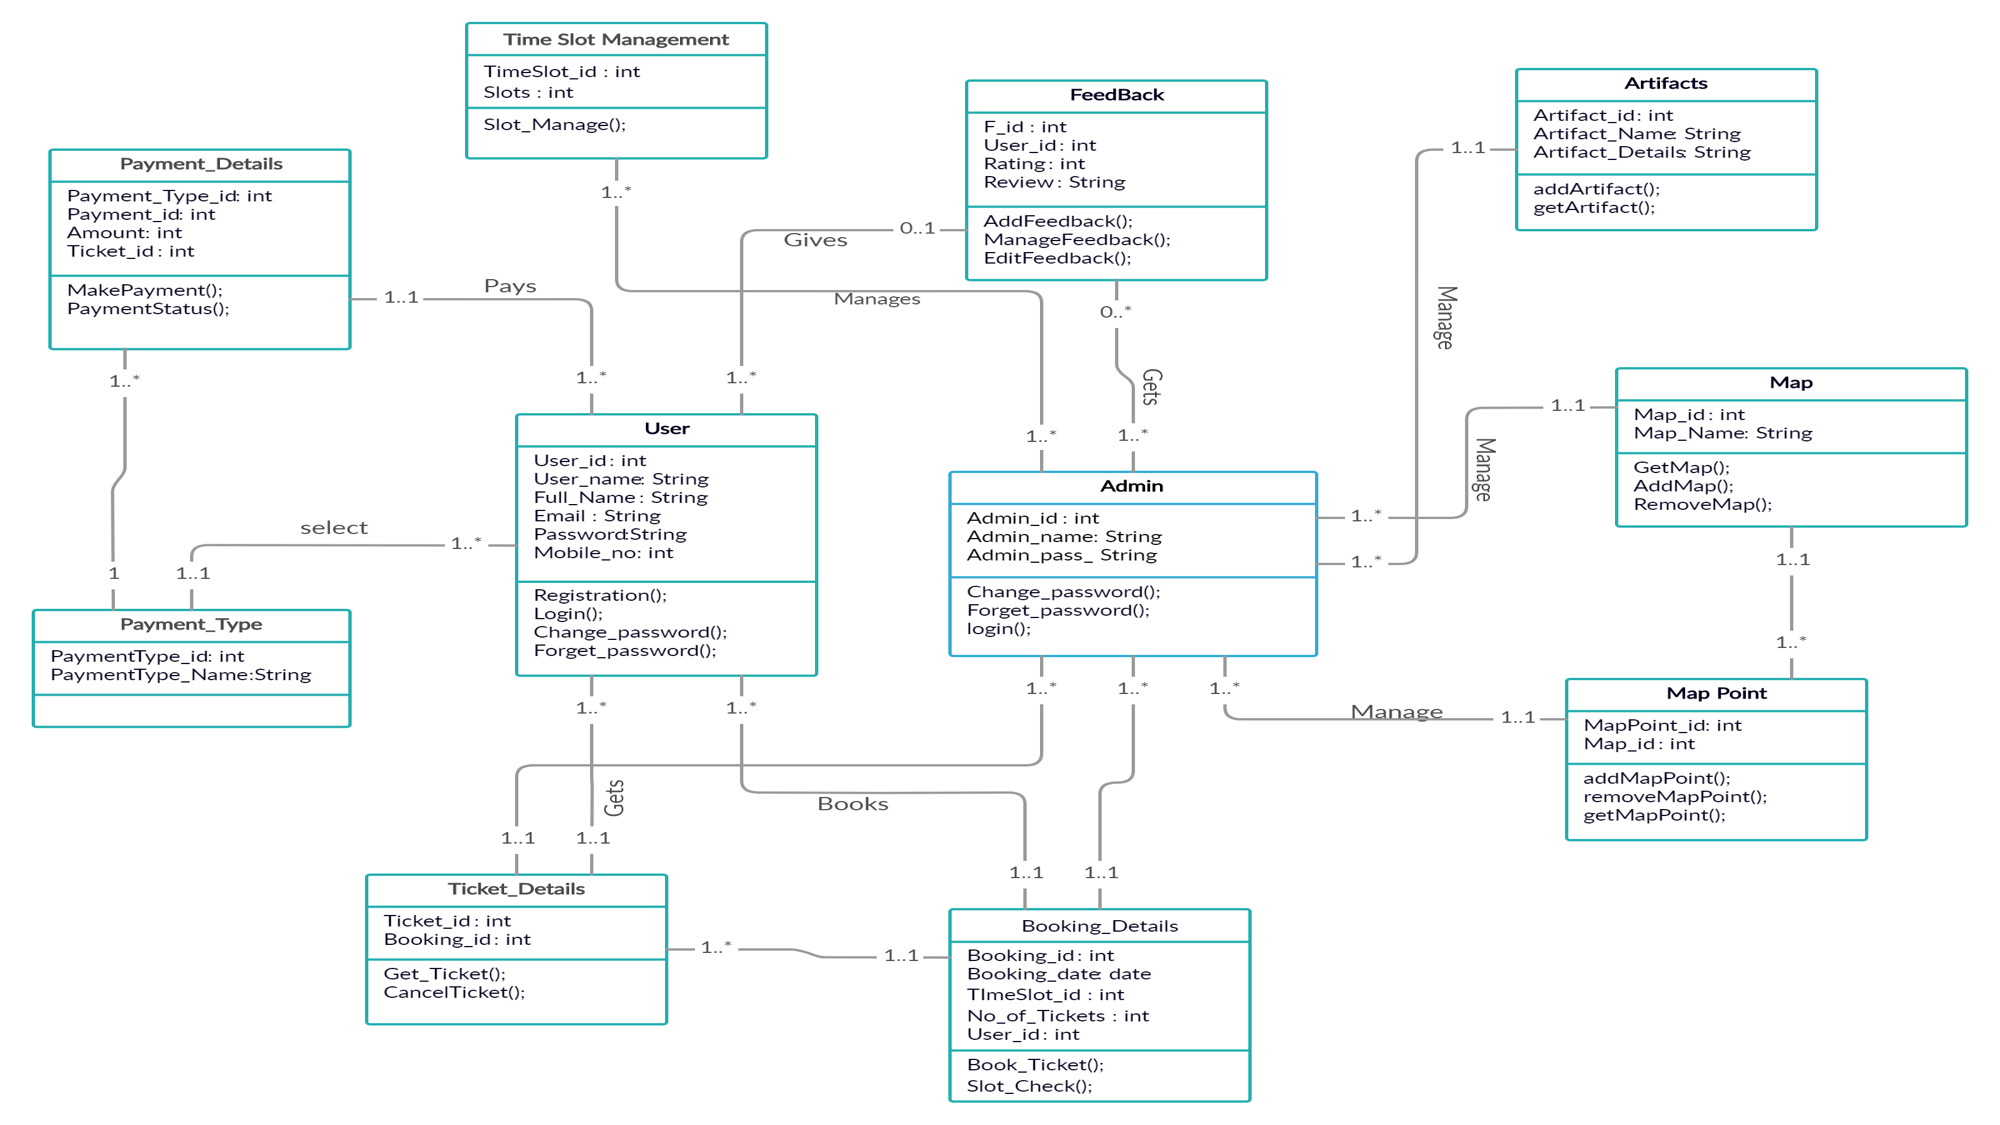 Time Slot Management
TimeSlot_id : int
Slots : int
Slot_Manage();
1..*
FeedBack
F_id : int
User_id: int
Rating: int
Review: String
AddFeedback();
ManageFeedback();
EditFeedback();
0..1
Gives
0..*
Gets
1..*
Artifacts
Artifact_id: int
Artifact_Name: String
Artifact_Details: String
addArtifact();
getArtifact();
1..1
Manage
Payment_Details
Payment_Type_id: int
Payment_id: int
Amount: int
Ticket_id: int
MakePayment();
PaymentStatus();
1..1
Pays
1..*
1..*
1..*
Manages
1..*
User
User_id: int
User_name: String
Full_Name: String
Email : String
Password:String
Mobile_no: int
Registration();
Login();
Change_password();
Forget_password();
1..*
select
1..1
1
Payment_Type
PaymentType_id: int
PaymentType_Name:String
Admin
Admin_id : int
Admin_name: String
Admin_pass_ String
Change_password();
Forget_password();
login();
1..*
1..*
Manage
1..1
Map
Map_id: int
Map_Name: String
GetMap();
AddMap();
RemoveMap();
1..1
1..*
Map Point
MapPoint_id: int
Map_id: int
addMapPoint();
removeMapPoint();
getMapPoint();
1..1
Manage
1..*
1..*
1..*
1..*
1..*
Gets
Books
1..1
1..1
1..1
1..1
Ticket_Details
Ticket_id: int
Booking_id: int
Get_Ticket();
CancelTicket();
1..*
1..1
Booking_Details
Booking_id: int
Booking_date: date
TImeSlot_id : int
No_of_Tickets : int
User_id: int
Book_Ticket();
Slot_Check();